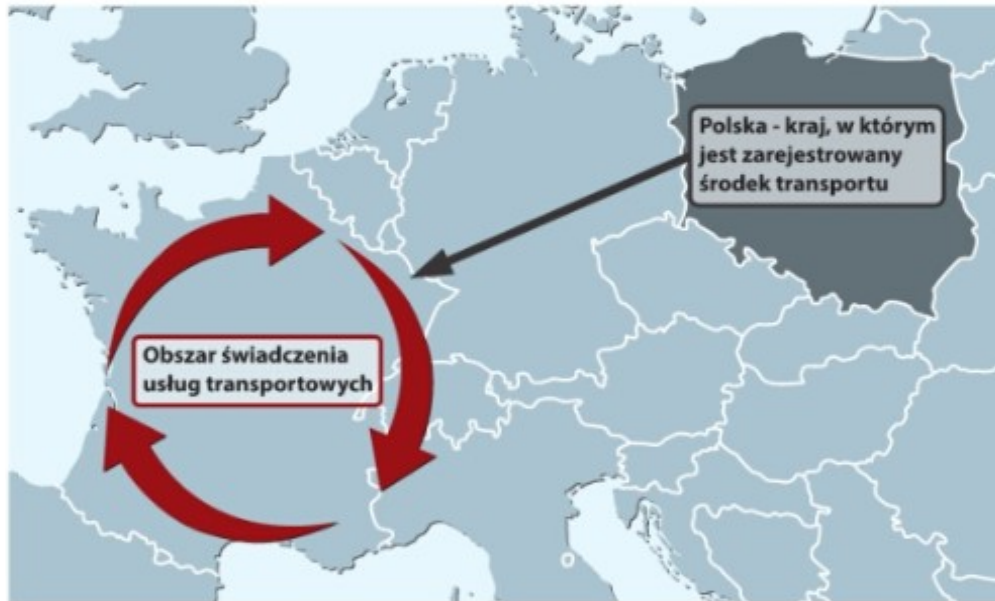 Polska - kraj, w którym
jest zarejestrowany
środek transportu
Obszar świadczenia
usług transportowych